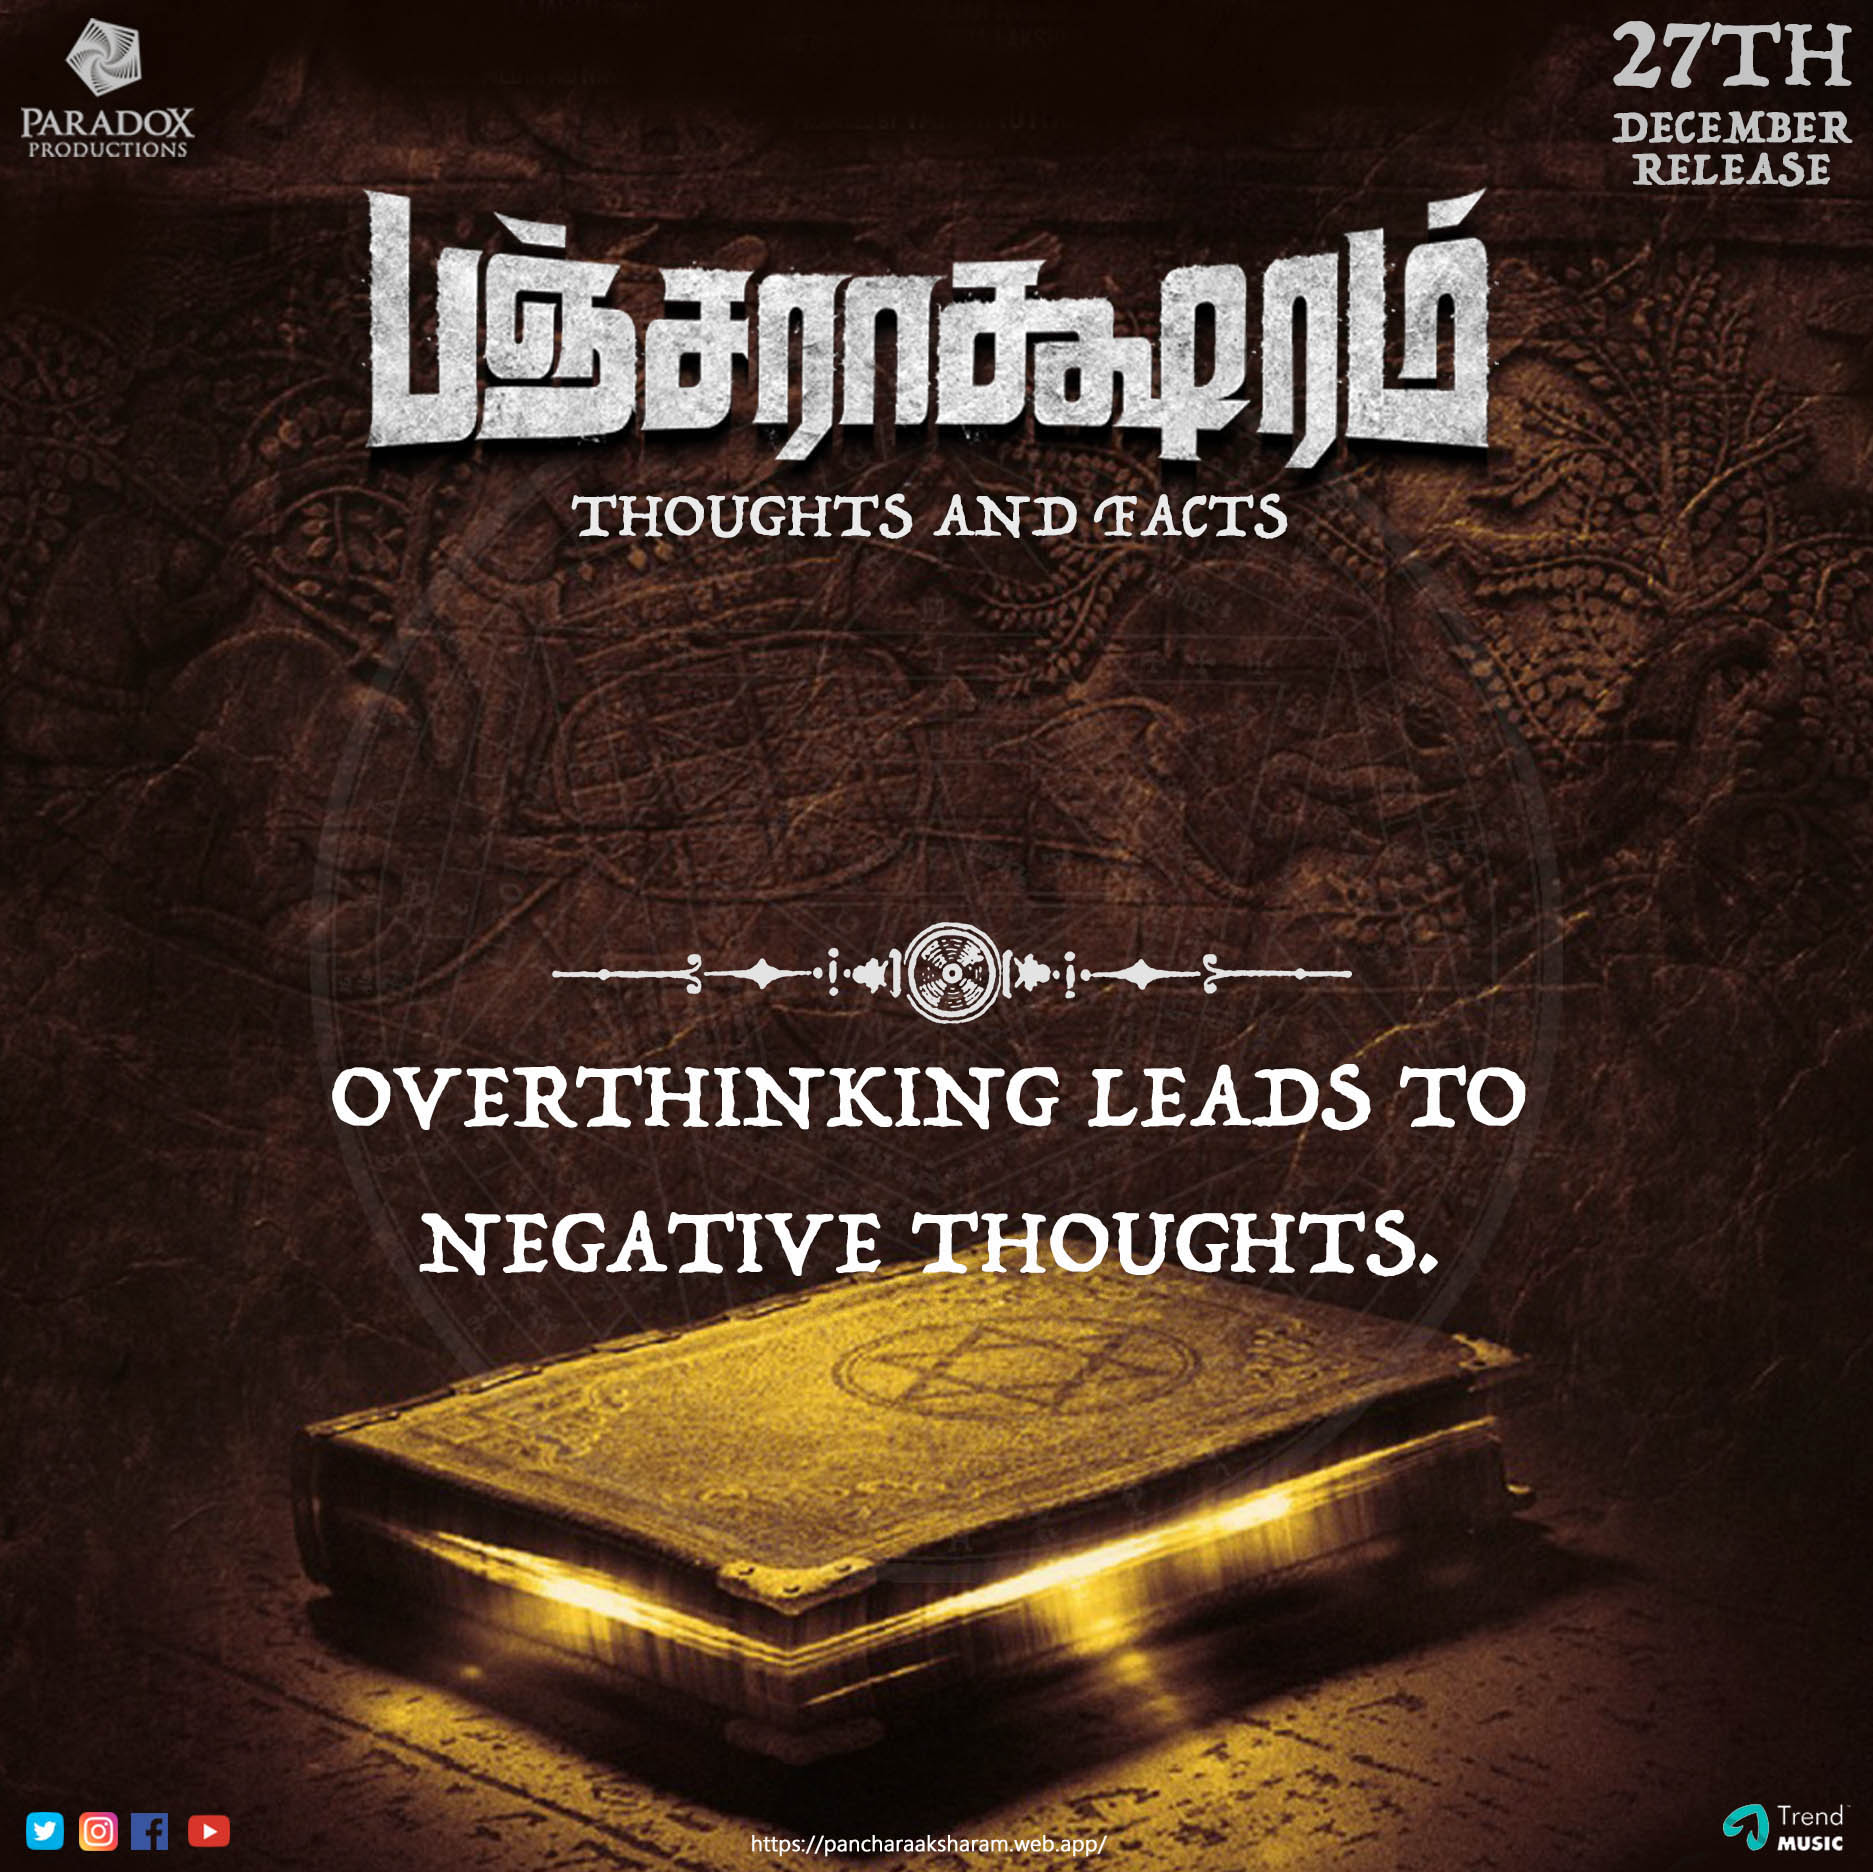 PARADOX
PRODUCTIONS
27TH
DECEMBER
RELEASE
பஞ்சராக்ஷரம்
THOUGHTS AND FACTS
OVERTHINKING LEADS TO
NEGATIVE THOUGHTS.
https://pancharaaksharam.web.app/
Trend
MUSIC